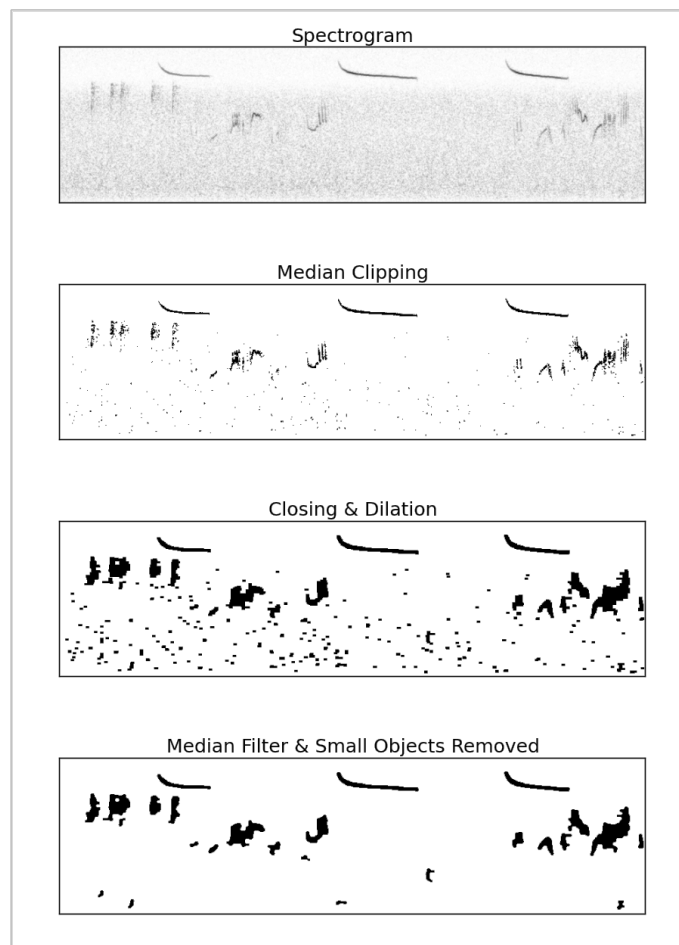 Spectrogram
Median Clipping
Closing & Dilation
Median Filter & Small Objects Removed